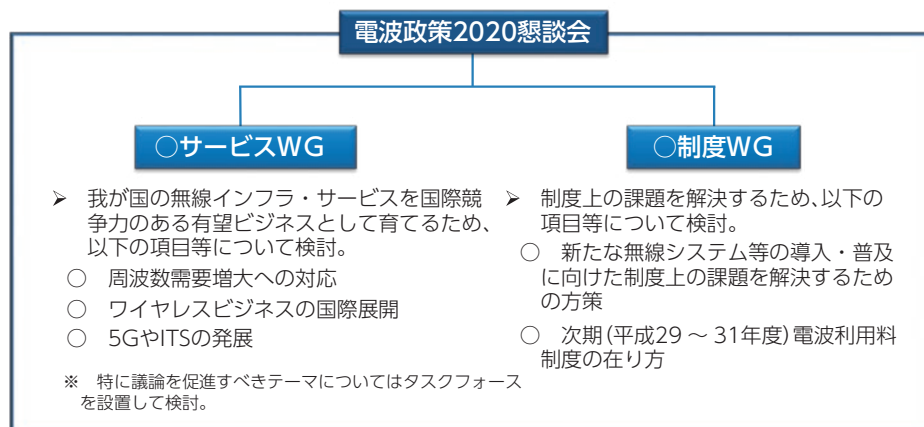 電波政策2020懇談会
○サービスWG
➢ 我が国の無線インフラ・サービスを国際競
争力のある有望ビジネスとして育てるため、
以下の項目等について検討。
○ 周波数需要増大への対応
○ ワイヤレスビジネスの国際展開
○ 5GやITSの発展
※ 特に議論を促進すべきテーマについてはタスクフォース
を設置して検討。
○制度WG
➢ 制度上の課題を解決するため、以下の
項目等について検討。
○ 新たな無線システム等の導入・普及
に向けた制度上の課題を解決するため
の方策
○ 次期(平成29 ～ 31年度)電波利用料
制度の在り方